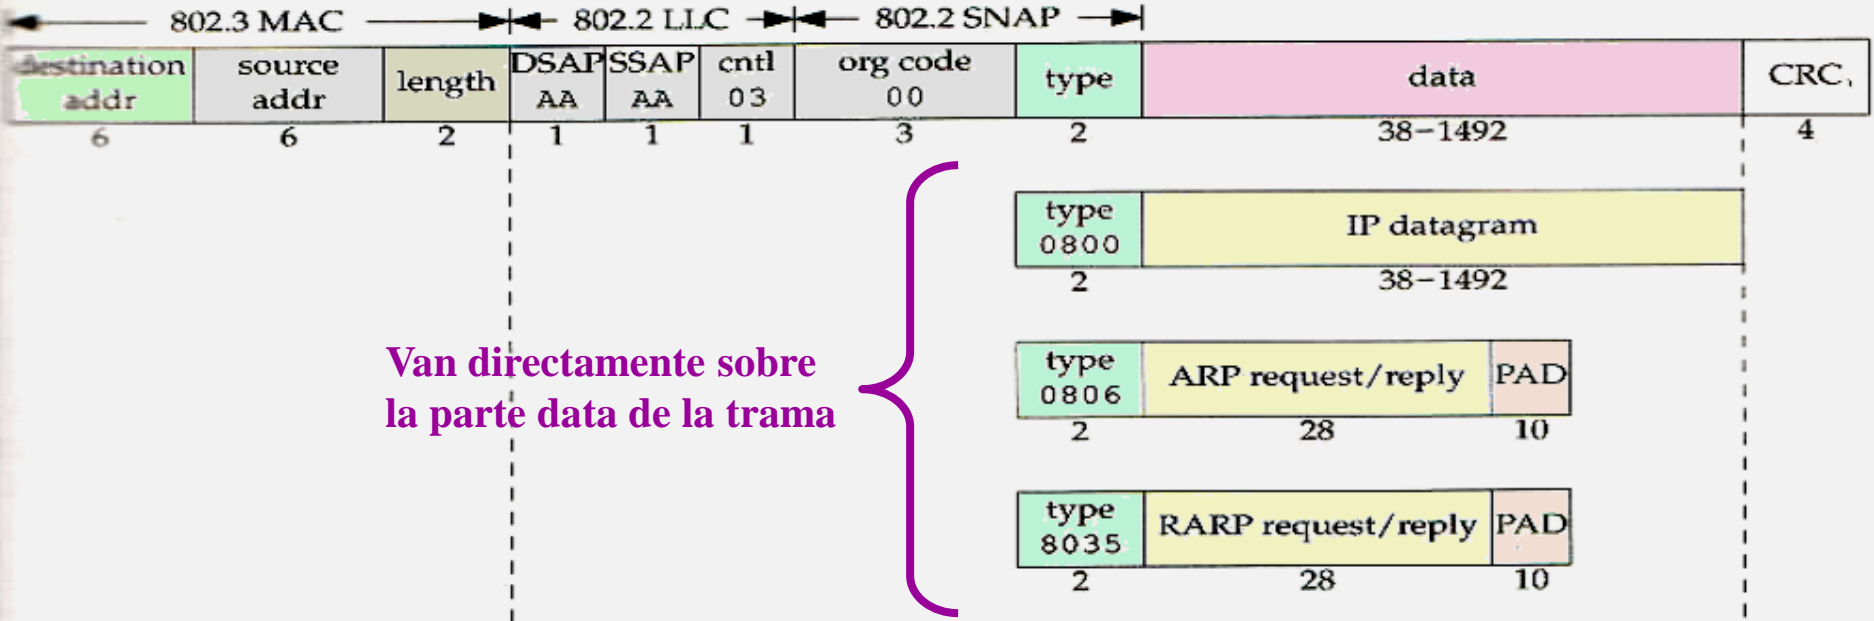 802.3 MAC 802.2 LLC 802.2 SNAP
destination addr source addr length DSAP AA SSAP AA cntl 03 org code 00 type data CRC
6 6 2 1 1 1 3 2 38-1492 4
type 0800 IP datagram
2 38-1492
Van directamente sobre
la parte data de la trama
type 0806 ARP request/reply PAD
2 28 10
type 8035 RARP request/reply PAD
2 28 10